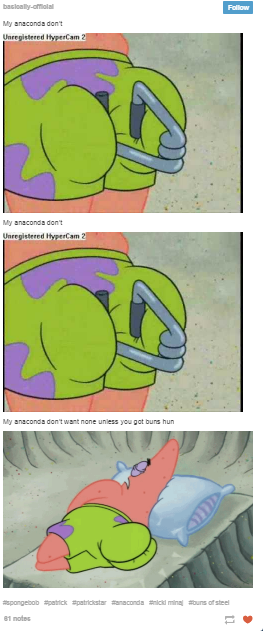 basically-official
Follow
My anaconda don't
Unregistered HyperCam 2
My anaconda don't
Unregistered HyperCam 2
My anaconda don't want none unless you got buns hun
#spongebob #patrick #patrickstar #anaconda #nicki minaj #buns of steel
61 notes